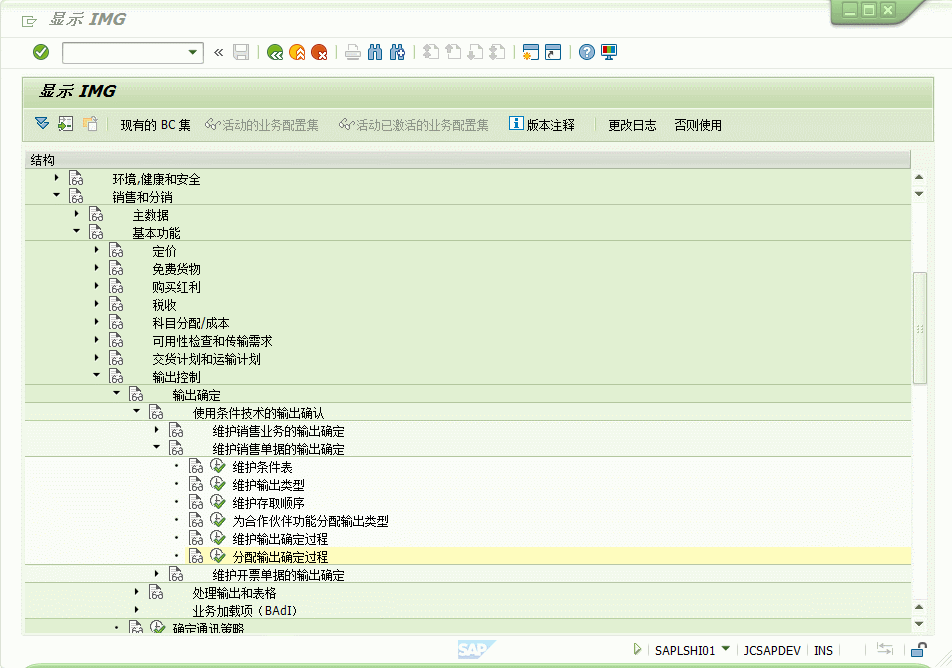 显示 IMG
显示 IMG
现有的 BC 集 活动的业务配置集 活动已激活的业务配置集 版本注释 更改日志 否则使用
结构
环境,健康和安全
销售和分销
主数据
基本功能
定价
免费货物
购买红利
税收
科目分配/成本
可用性检查和传输需求
交货计划和运输计划
输出控制
输出确定
使用条件技术的输出确认
维护销售业务的输出确定
维护销售单据的输出确定
维护条件表
维护输出类型
维护存取顺序
为合作伙伴功能分配输出类型
维护输出确定过程
分配输出确定过程
维护开票单据的输出确定
处理输出和表格
业务加载项（BAdI）
确定通讯策略
SAP SAPLSHI01 JCSAPDEV INS